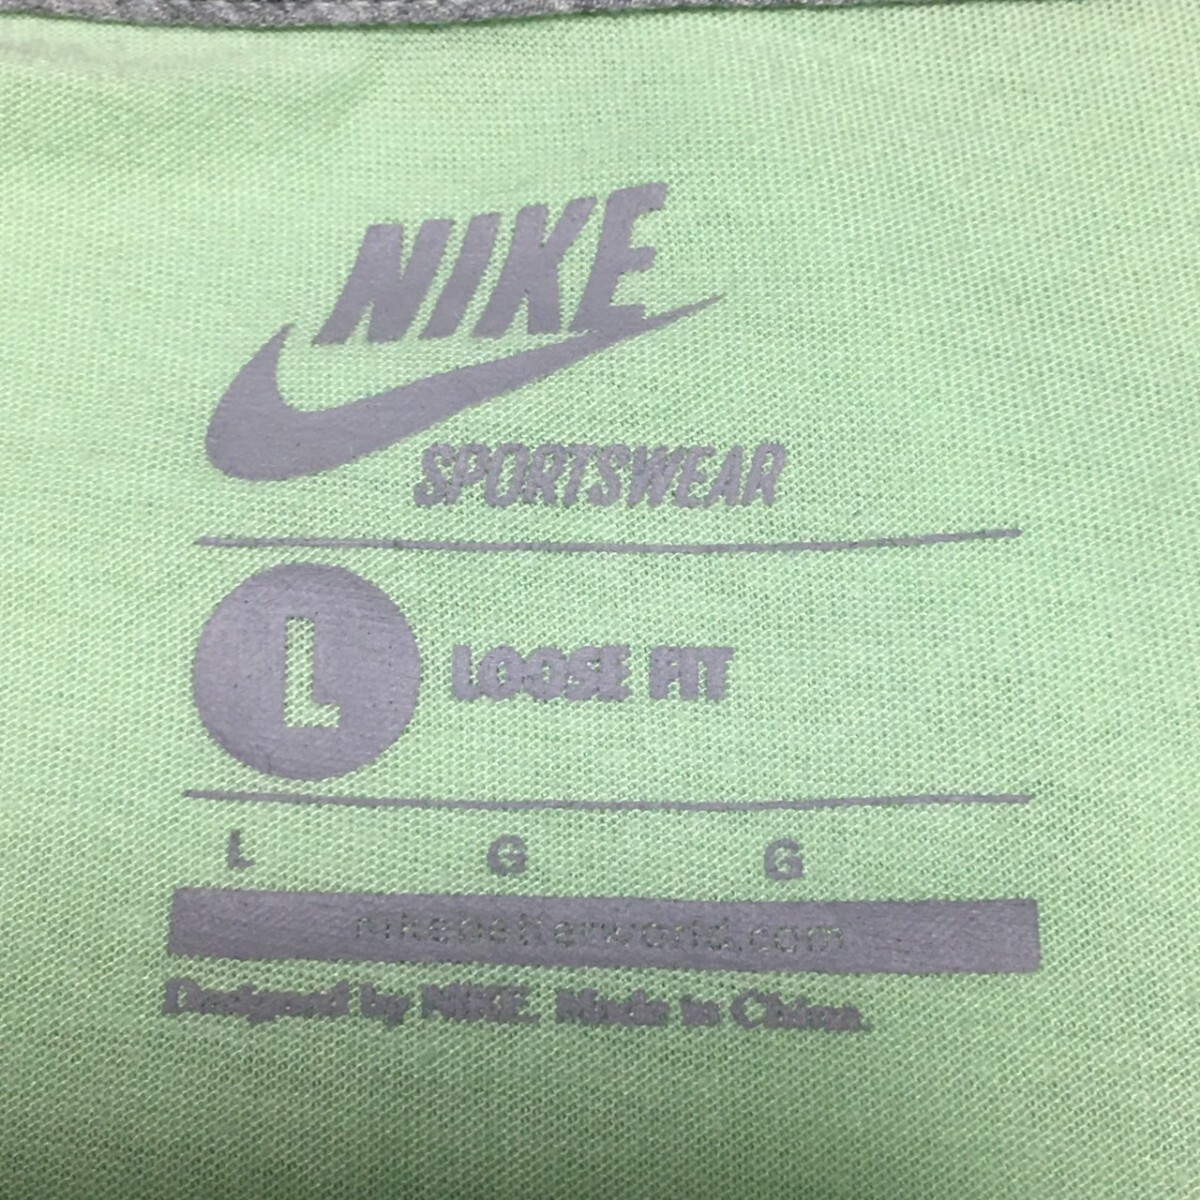 NIKE
SPORTSWEAR
L LOOSE FIT
L G G
nikebetterworld.com
Designed by NIKE. Made in China.